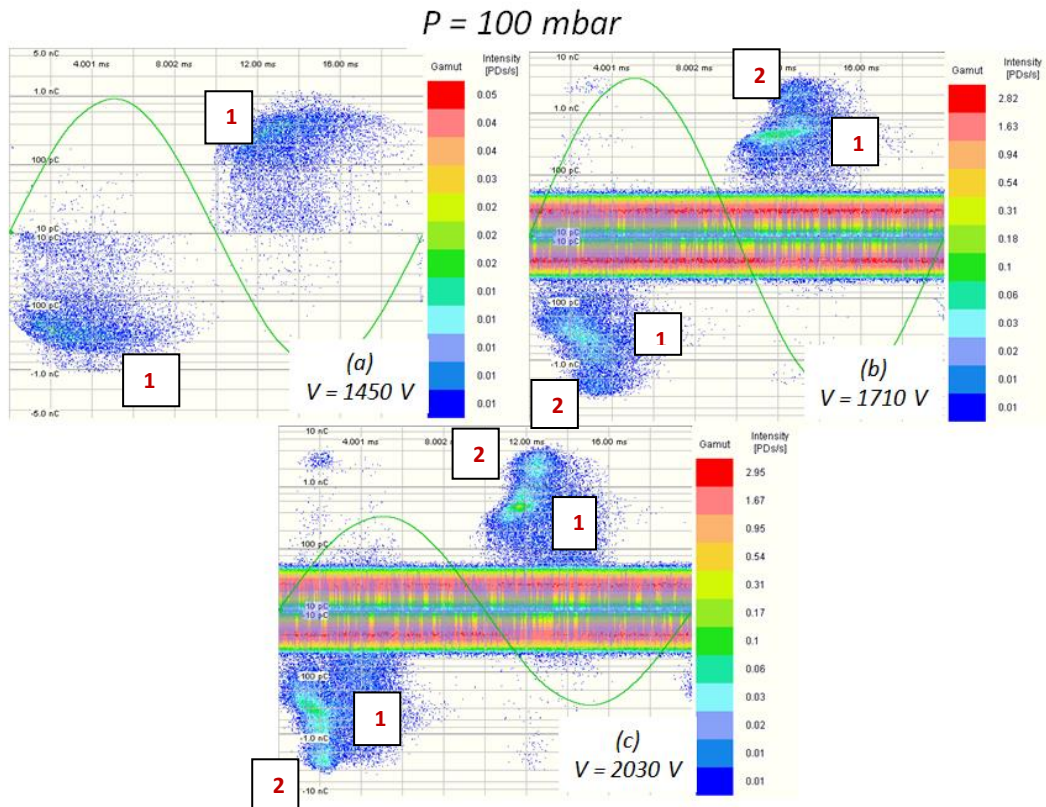 P = 100 mbar
5.0 nC
4.001 ms
8.002 ms
12.00 ms
16.00 ms
1.0 nC
100 pC
10 pC
-10 pC
-100 pC
-1.0 nC
-5.0 nC
1
1
(a)
V = 1450 V
Gamut
Intensity
[PDs/s]
0.05
0.04
0.04
0.03
0.02
0.02
0.02
0.01
0.01
0.01
0.01
0.01
10 nC
4.001 ms
8.002 ms
16.00 ms
1.0 nC
100 pC
10 pC
-10 pC
-100 pC
-1.0 nC
2
1
1
2
(b)
V = 1710 V
Gamut
Intensity
[PDs/s]
2.82
1.63
0.94
0.54
0.31
0.18
0.1
0.06
0.03
0.02
0.01
0.01
10 nC
4.001 ms
8.002 ms
12.00 ms
16.00 ms
1.0 nC
100 pC
10 pC
-10 pC
-100 pC
-1.0 nC
-10 nC
2
1
1
2
(c)
V = 2030 V
Gamut
Intensity
[PDs/s]
2.95
1.67
0.95
0.54
0.31
0.17
0.1
0.06
0.03
0.02
0.01
0.01